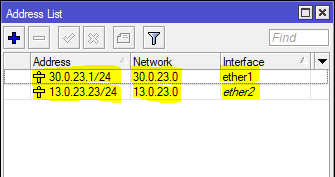 Address List
Find
Address Network Interface
30.0.23.1/24 30.0.23.0 ether1
13.0.23.23/24 13.0.23.0 ether2